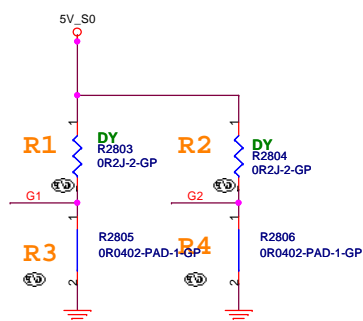 5V_S0
1
1
R1
DY
R2803
0R2J-2-GP
R2
DY
R2804
0R2J-2-GP
2
2
G1
G2
1
1
R3
R2805
0R0402-PAD-1-GP
R4
R2806
0R0402-PAD-1-GP
2
2